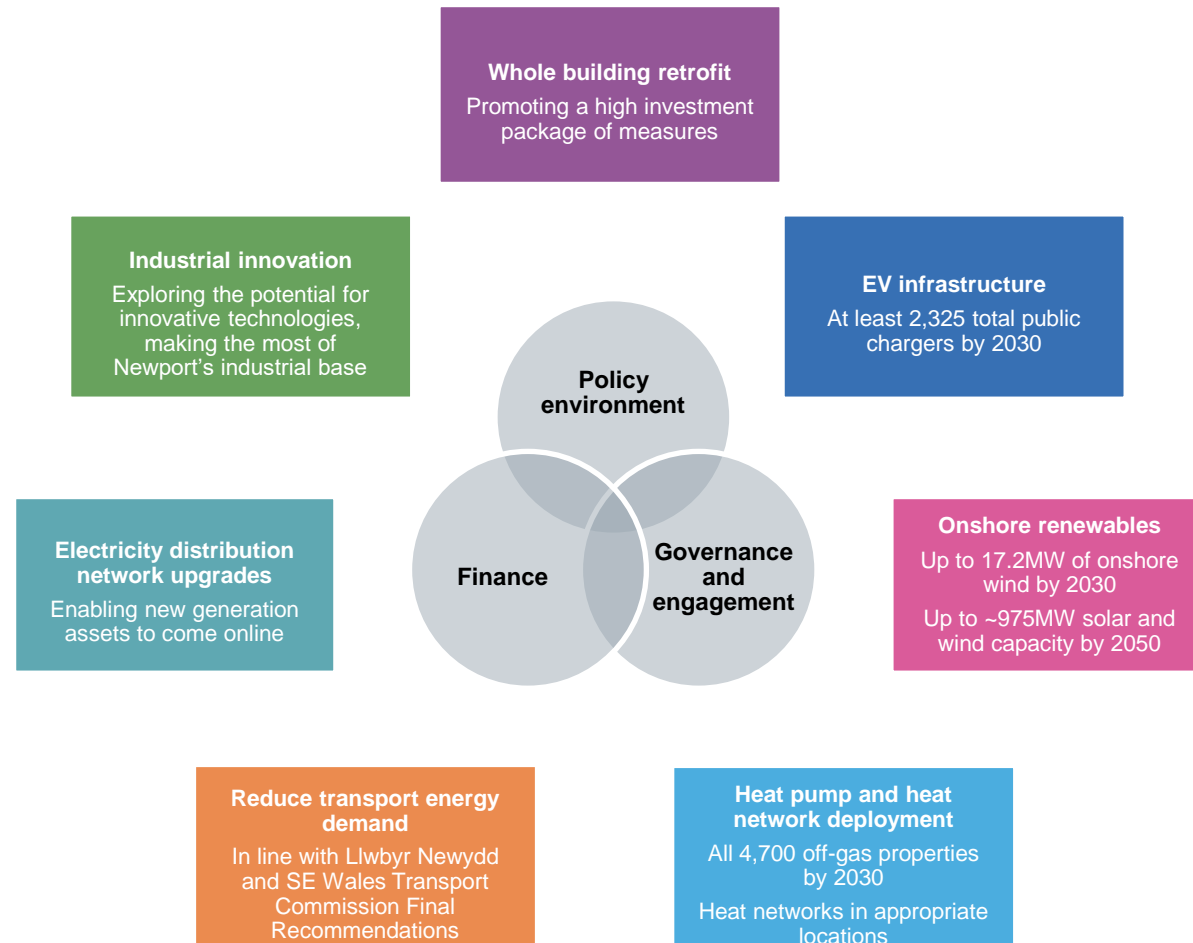 Whole building retrofit
Promoting a high investment
package of measures
Industrial innovation
Exploring the potential for
innovative technologies,
making the most of
Newport's industrial base
EV infrastructure
At least 2,325 total public
chargers by 2030
Policy
environment
Finance
Governance
and
engagement
Electricity distribution
network upgrades
Enabling new generation
assets to come online
Onshore renewables
Up to 17.2MW of onshore
wind by 2030
Up to ~975MW solar and
wind capacity by 2050
Reduce transport energy
demand
In line with Llwbyr Newydd
and SE Wales Transport
Commission Final
Recommendations
Heat pump and heat
network deployment
All 4,700 off-gas properties
by 2030
Heat networks in appropriate
locations